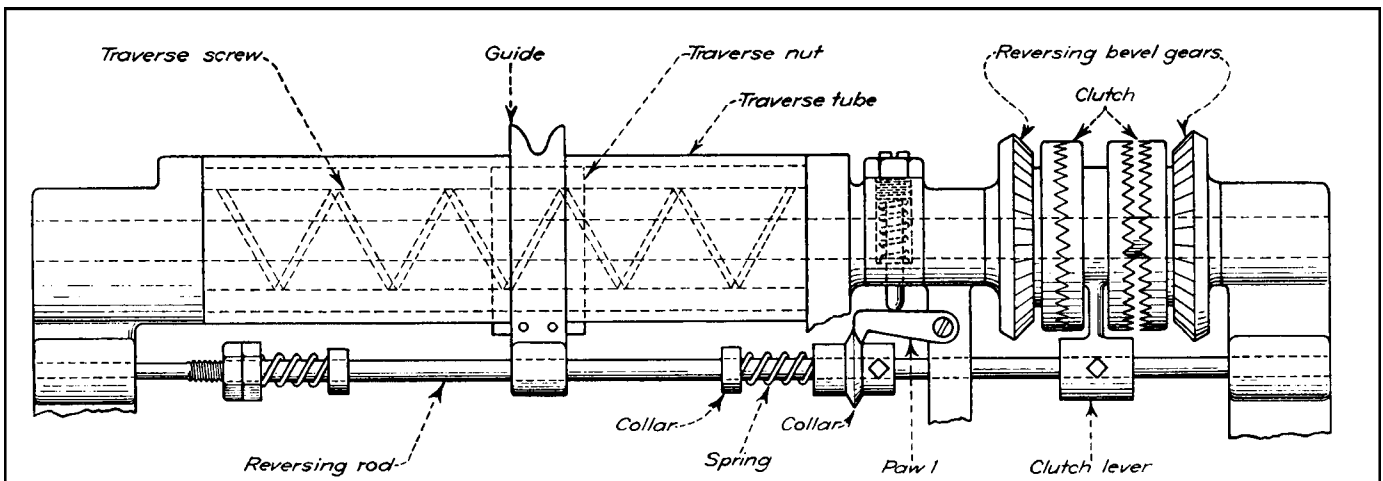 Traverse screw
Guide
Traverse nut
Reversing bevel gears
Traverse tube
Clutch
Collar
Collar
Reversing rod
Spring
Pawl
Clutch lever